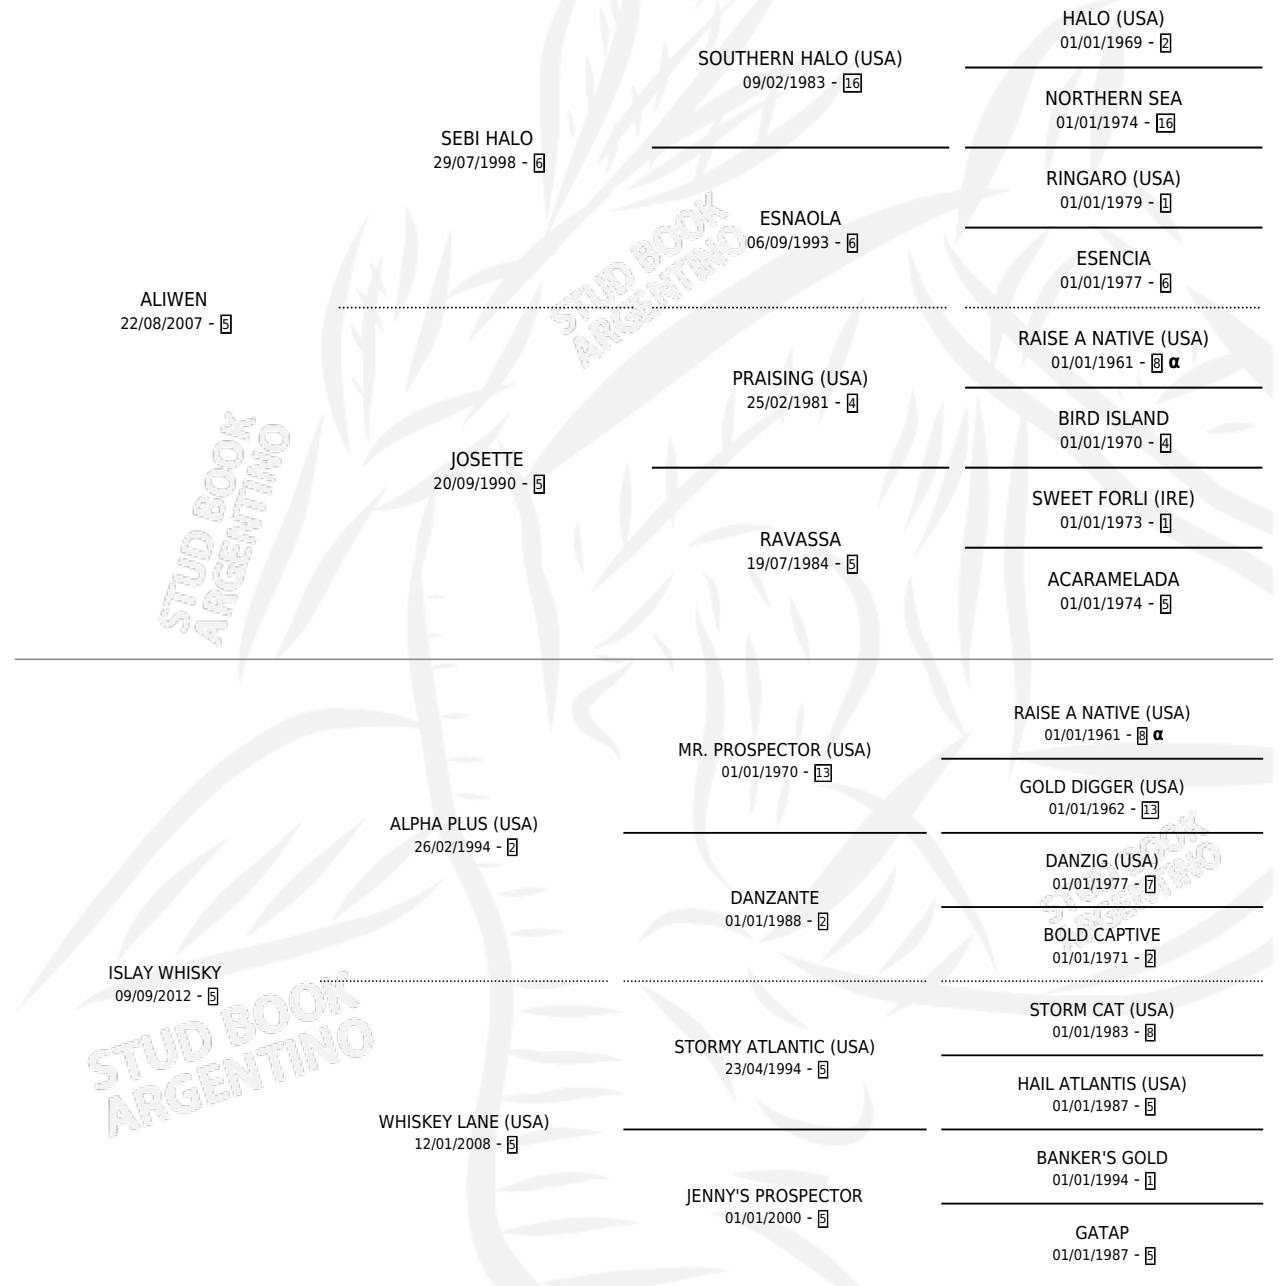 HALO (USA)
01/01/1969 - 2
SOUTHERN HALO (USA)
09/02/1983 - 16
NORTHERN SEA
01/01/1974 - 16
SEBI HALO
29/07/1998 - 6
RINGARO (USA)
01/01/1979 - 1
ESNAOLA
06/09/1993 - 6
ESENCIA
01/01/1977 - 6
ALIWEN
22/08/2007 - 5
RAISE A NATIVE (USA)
01/01/1961 - 8 α
PRAISING (USA)
25/02/1981 - 4
BIRD ISLAND
01/01/1970 - 4
JOSETTE
20/09/1990 - 5
SWEET FORLI (IRE)
01/01/1973 - 1
RAVASSA
19/07/1984 - 5
ACARAMELADA
01/01/1974 - 5
STUD BOOK
ARGENTINO
STUD BOOK
ARGENTINO
RAISE A NATIVE (USA)
01/01/1961 - 8 α
MR. PROSPECTOR (USA)
01/01/1970 - 13
GOLD DIGGER (USA)
01/01/1962 - 13
ALPHA PLUS (USA)
26/02/1994 - 2
DANZIG (USA)
01/01/1977 - 7
DANZANTE
01/01/1988 - 2
BOLD CAPTIVE
01/01/1971 - 2
ISLAY WHISKY
09/09/2012 - 5
STORM CAT (USA)
01/01/1983 - 8
STORMY ATLANTIC (USA)
23/04/1994 - 5
HAIL ATLANTIS (USA)
01/01/1987 - 5
WHISKEY LANE (USA)
12/01/2008 - 5
BANKER'S GOLD
01/01/1994 - 1
JENNY'S PROSPECTOR
01/01/2000 - 5
GATAP
01/01/1987 - 5
STUD BOOK
ARGENTINO
STUD BOOK
ARGENTINO